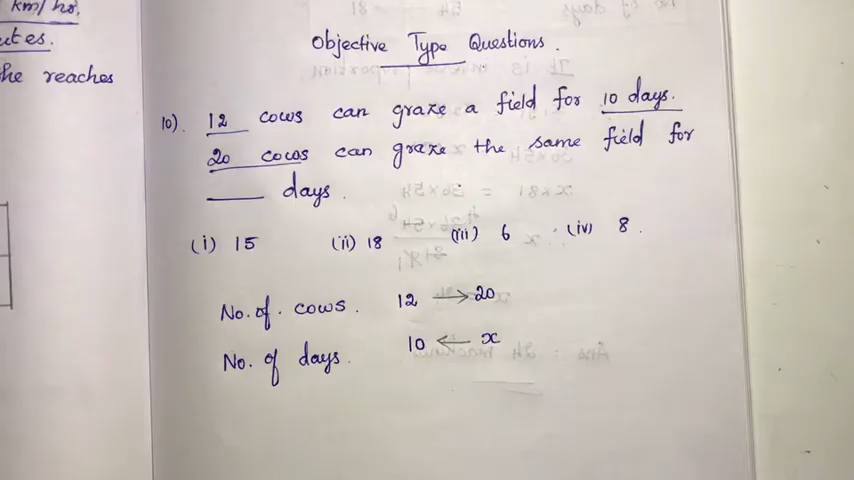 km/hr.
utes.
he reaches
Objective Type Questions.
10). 12 cows can graze a field for 10 days.
20 cows can graze the same field for
____ days.
(i) 15 (ii) 18 (iii) 6 (iv) 8.
No. of. cows. 12 → 20
No. of days. 10 ← x